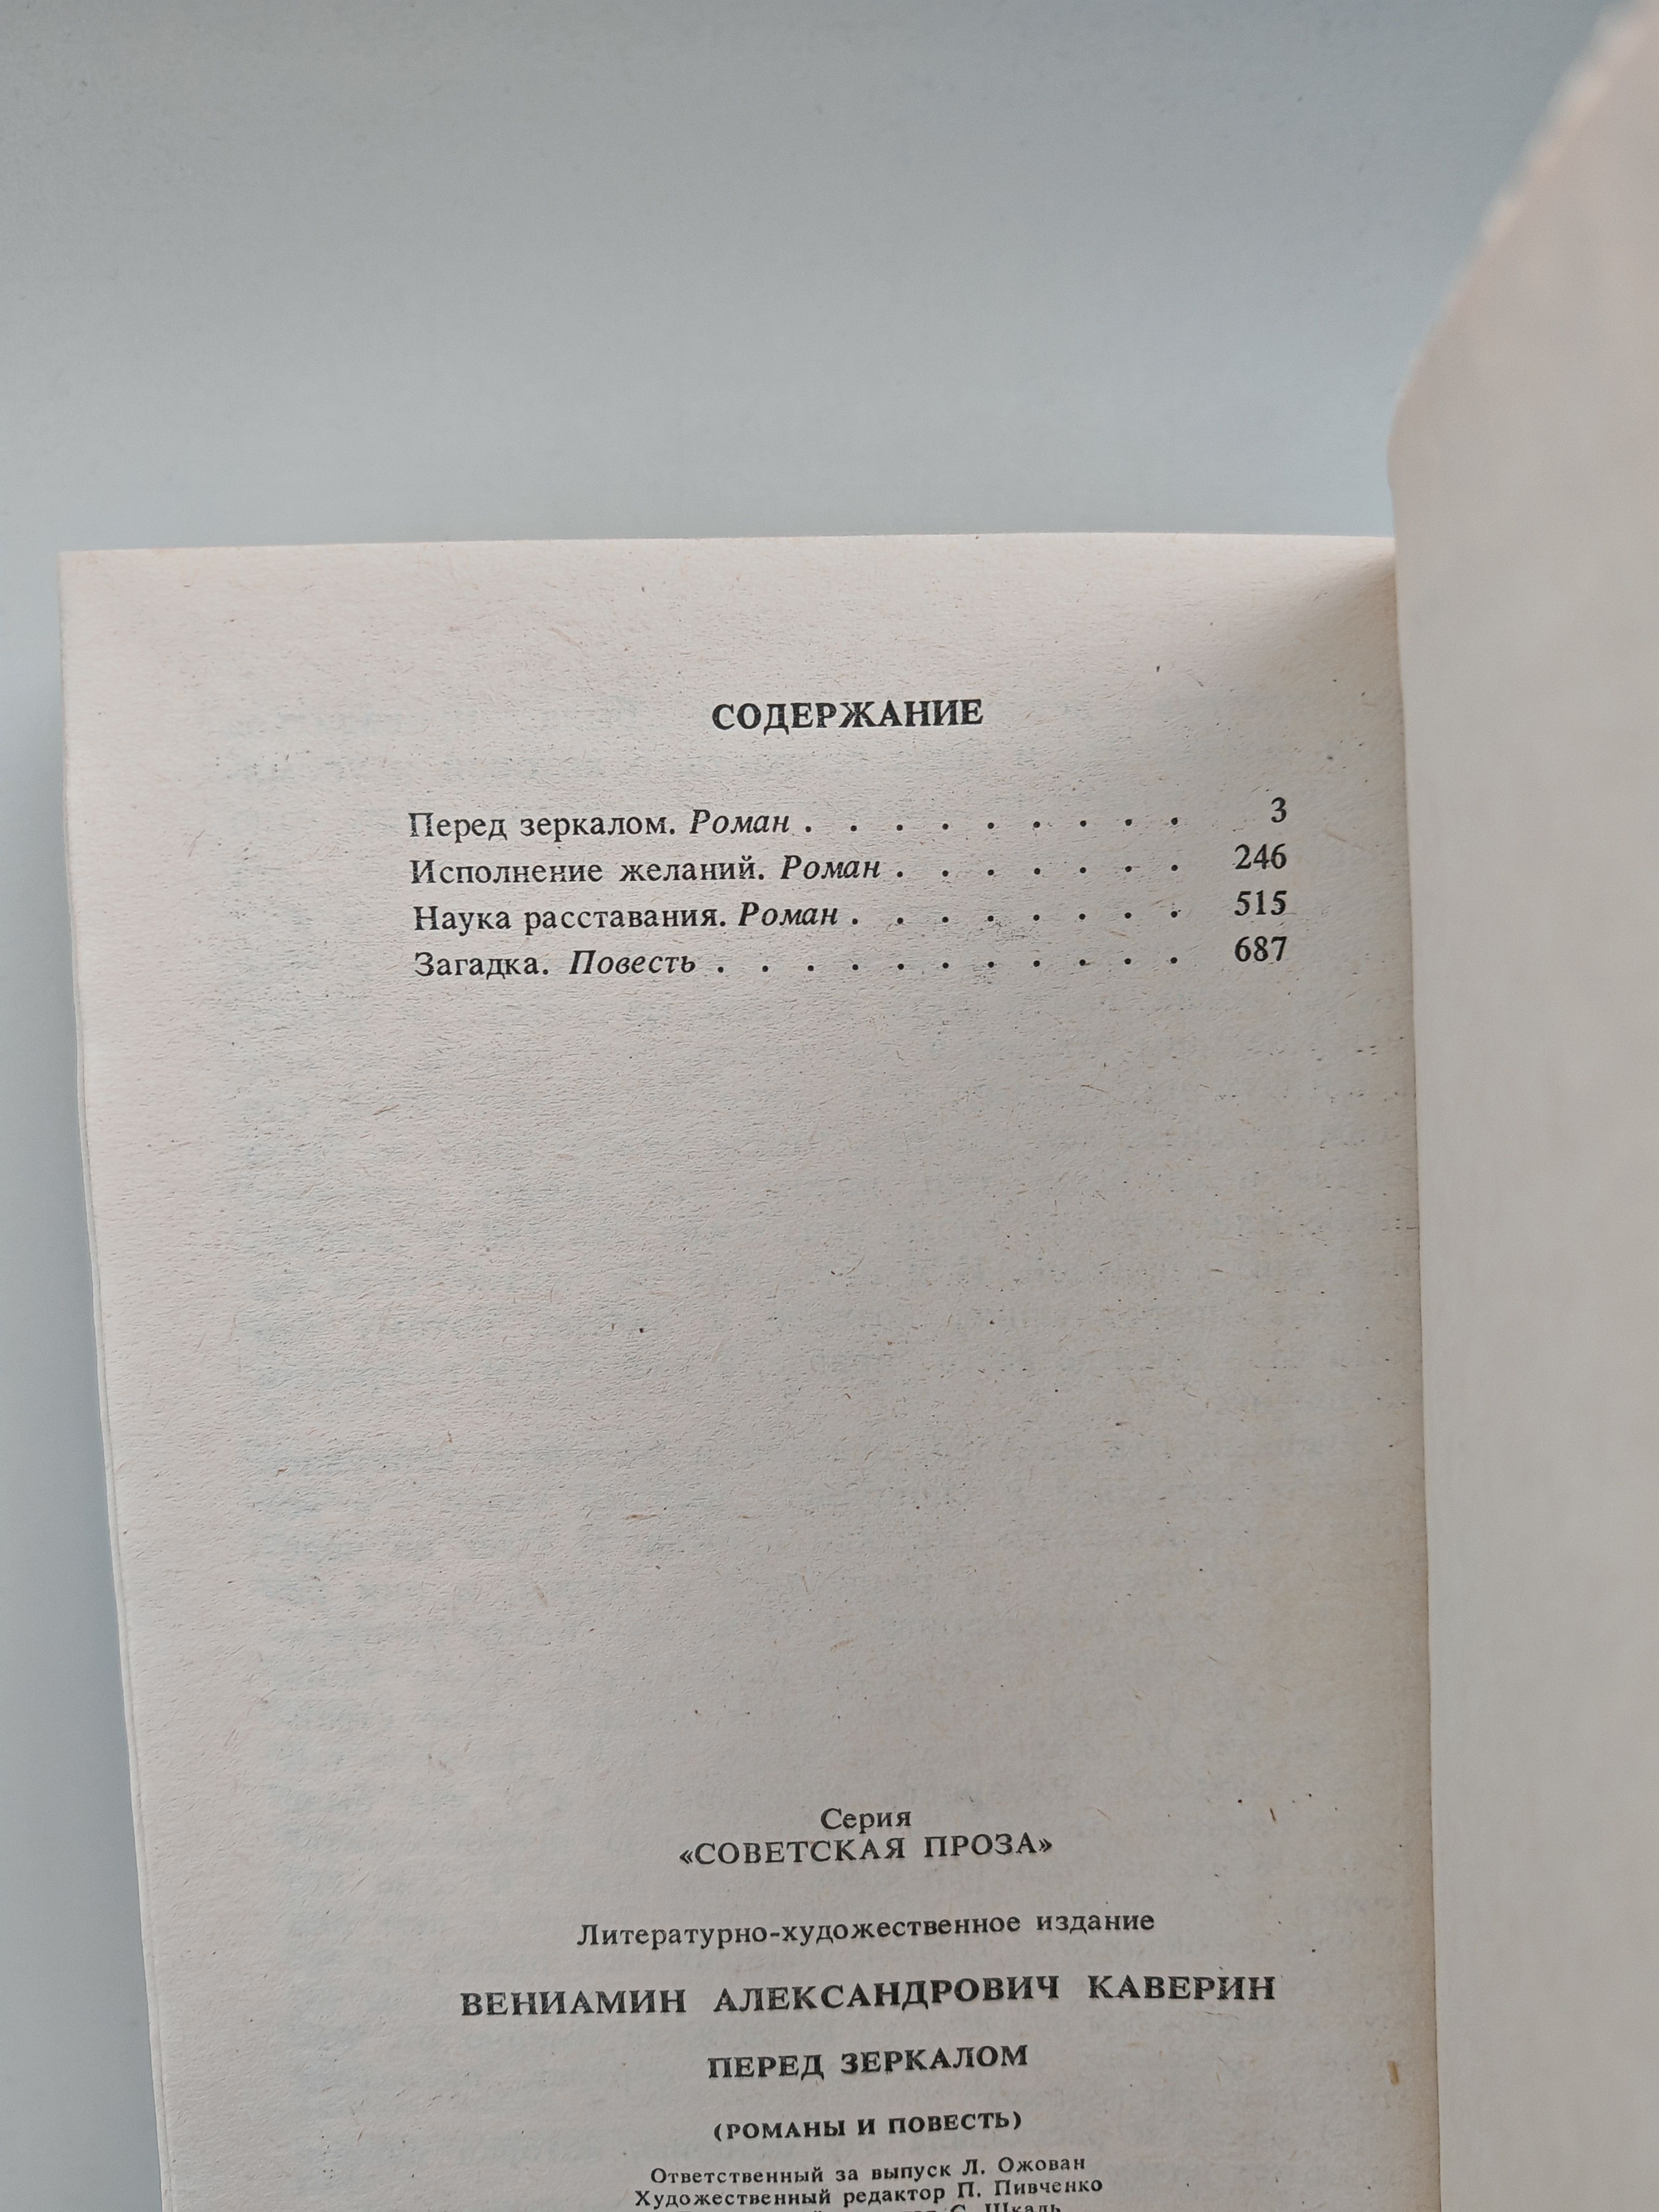 СОДЕРЖАНИЕ
Перед зеркалом. Роман . . . . . . . . . 3
Исполнение желаний. Роман . . . . . . . 246
Наука расставания. Роман . . . . . . . . 515
Загадка. Повесть . . . . . . . . . . . 687
Серия
«СОВЕТСКАЯ ПРОЗА»
Литературно-художественное издание
ВЕНИАМИН АЛЕКСАНДРОВИЧ КАВЕРИН
ПЕРЕД ЗЕРКАЛОМ
(РОМАНЫ И ПОВЕСТЬ)
Ответственный за выпуск Л. Ожован
Художественный редактор П. Пивченко
С. Шкаль